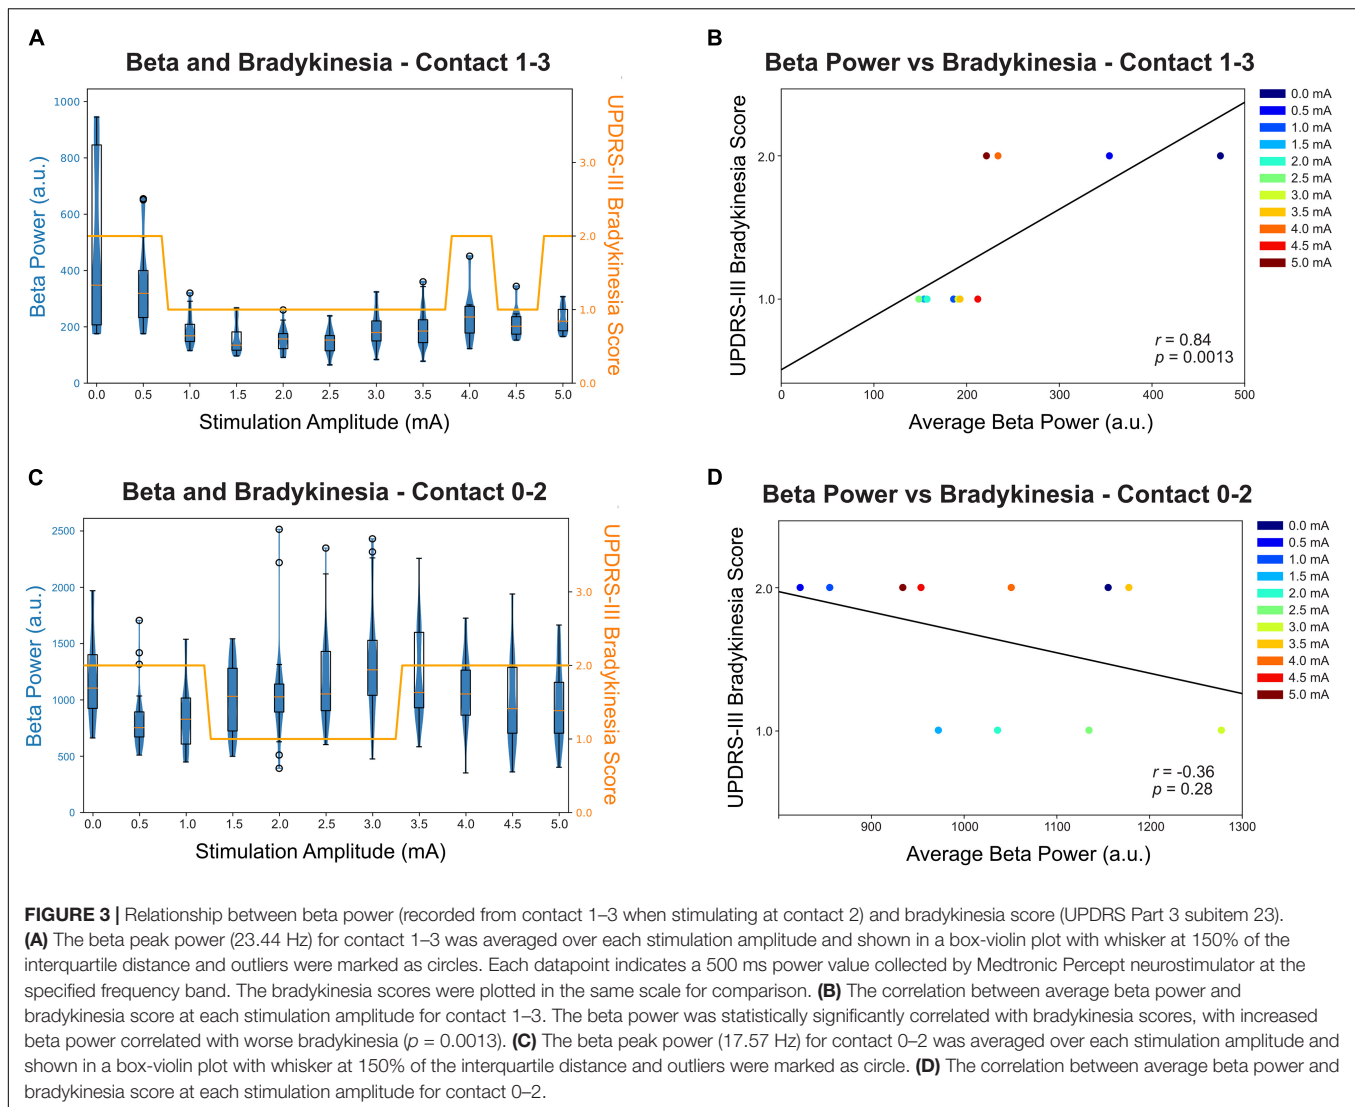 A
Beta and Bradykinesia - Contact 1-3
1000
800
600
400
200
0
Beta Power (a.u.)
3.0
2.0
1.0
0.0
UPDRS-III Bradykinesia Score
0.0 0.5 1.0 1.5 2.0 2.5 3.0 3.5 4.0 4.5 5.0
Stimulation Amplitude (mA)
B
Beta Power vs Bradykinesia - Contact 1-3
UPDRS-III Bradykinesia Score
2.0
1.0
r = 0.84
p = 0.0013
0 100 200 300 400 500
Average Beta Power (a.u.)
0.0 mA
0.5 mA
1.0 mA
1.5 mA
2.0 mA
2.5 mA
3.0 mA
3.5 mA
4.0 mA
4.5 mA
5.0 mA
C
Beta and Bradykinesia - Contact 0-2
2500
2000
1500
1000
500
0
Beta Power (a.u.)
3.0
2.0
1.0
0.0
UPDRS-III Bradykinesia Score
0.0 0.5 1.0 1.5 2.0 2.5 3.0 3.5 4.0 4.5 5.0
Stimulation Amplitude (mA)
D
Beta Power vs Bradykinesia - Contact 0-2
UPDRS-III Bradykinesia Score
2.0
1.0
r = -0.36
p = 0.28
900 1000 1100 1200 1300
Average Beta Power (a.u.)
0.0 mA
0.5 mA
1.0 mA
1.5 mA
2.0 mA
2.5 mA
3.0 mA
3.5 mA
4.0 mA
4.5 mA
5.0 mA
FIGURE 3 | Relationship between beta power (recorded from contact 1–3 when stimulating at contact 2) and bradykinesia score (UPDRS Part 3 subitem 23).
(A) The beta peak power (23.44 Hz) for contact 1–3 was averaged over each stimulation amplitude and shown in a box-violin plot with whisker at 150% of the
interquartile distance and outliers were marked as circles. Each datapoint indicates a 500 ms power value collected by Medtronic Percept neurostimulator at the
specified frequency band. The bradykinesia scores were plotted in the same scale for comparison. (B) The correlation between average beta power and
bradykinesia score at each stimulation amplitude for contact 1–3. The beta power was statistically significantly correlated with bradykinesia scores, with increased
beta power correlated with worse bradykinesia (p = 0.0013). (C) The beta peak power (17.57 Hz) for contact 0–2 was averaged over each stimulation amplitude and
shown in a box-violin plot with whisker at 150% of the interquartile distance and outliers were marked as circle. (D) The correlation between average beta power and
bradykinesia score at each stimulation amplitude for contact 0–2.